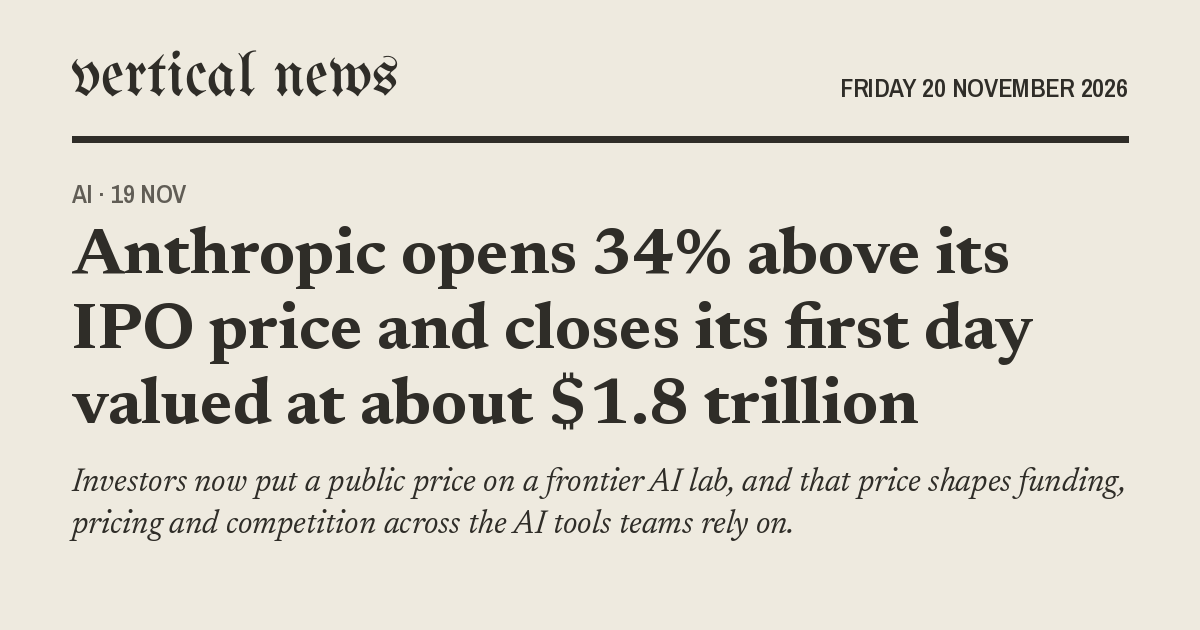 vertical news
FRIDAY 20 NOVEMBER 2026
AI · 19 NOV
Anthropic opens 34% above its
IPO price and closes its first day
valued at about $1.8 trillion
Investors now put a public price on a frontier AI lab, and that price shapes funding,
pricing and competition across the AI tools teams rely on.